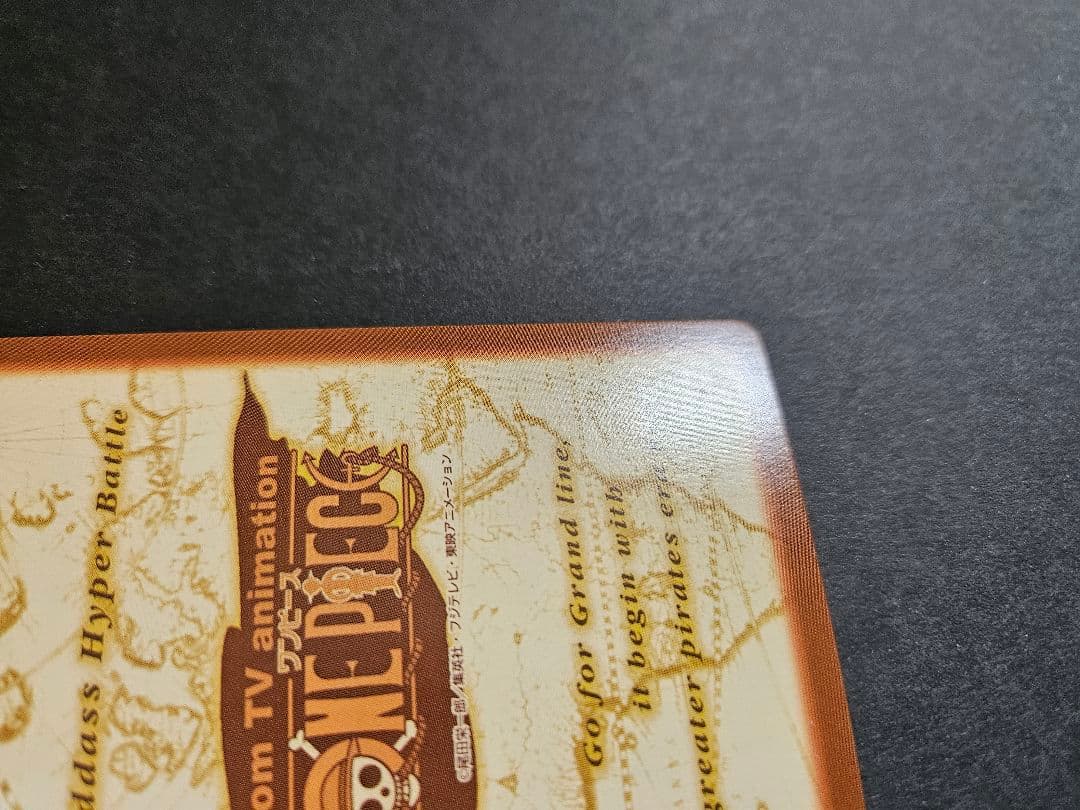 ddass Hyper Battle
om TV animation
ワンピース
ONE PIECE
©尾田栄一郎／集英社・フジテレビ・東映アニメーション
Go for Grand line,
it begin with
greater pirates era